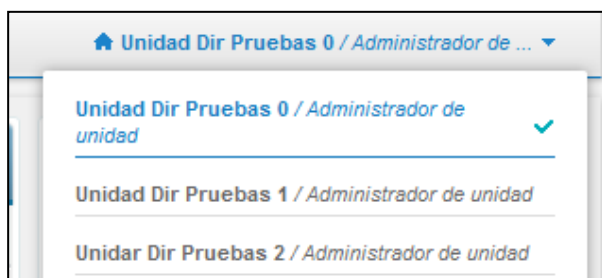 Unidad Dir Pruebas 0 / Administrador de ...
Unidad Dir Pruebas 0 / Administrador de
unidad
Unidad Dir Pruebas 1 / Administrador de unidad
Unidar Dir Pruebas 2 / Administrador de unidad